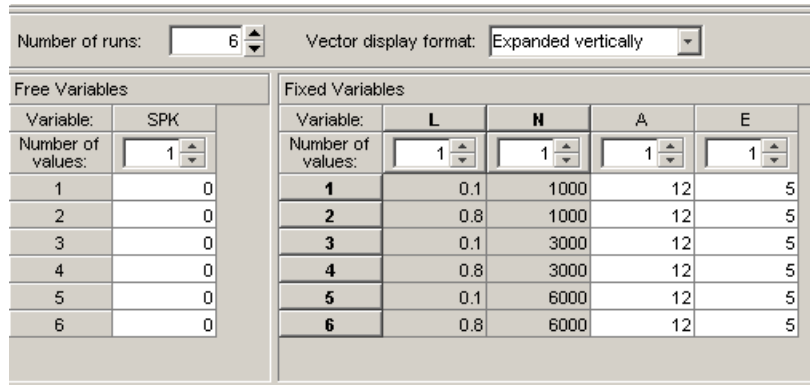 Number of runs: 6 Vector display format: Expanded vertically
Free Variables Fixed Variables
Variable: SPK Variable: L N A E
Number of values: 1 Number of values: 1 1 1 1
1 0 1 0.1 1000 12 5
2 0 2 0.8 1000 12 5
3 0 3 0.1 3000 12 5
4 0 4 0.8 3000 12 5
5 0 5 0.1 6000 12 5
6 0 6 0.8 6000 12 5